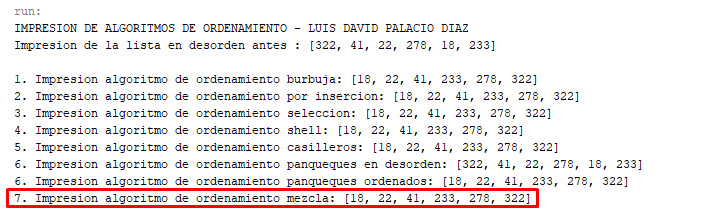 run:
IMPRESION DE ALGORITMOS DE ORDENAMIENTO - LUIS DAVID PALACIO DIAZ
Impresion de la lista en desorden antes : [322, 41, 22, 278, 18, 233]
1. Impresion algoritmo de ordenamiento burbuja: [18, 22, 41, 233, 278, 322]
2. Impresion algoritmo de ordenamiento por insercion: [18, 22, 41, 233, 278, 322]
3. Impresion algoritmo de ordenamiento seleccion: [18, 22, 41, 233, 278, 322]
4. Impresion algoritmo de ordenamiento shell: [18, 22, 41, 233, 278, 322]
5. Impresion algoritmo de ordenamiento casilleros: [18, 22, 41, 233, 278, 322]
6. Impresion algoritmo de ordenamiento panqueques en desorden: [322, 41, 22, 278, 18, 233]
6. Impresion algoritmo de ordenamiento panqueques ordenados: [18, 22, 41, 233, 278, 322]
7. Impresion algoritmo de ordenamiento mezcla: [18, 22, 41, 233, 278, 322]